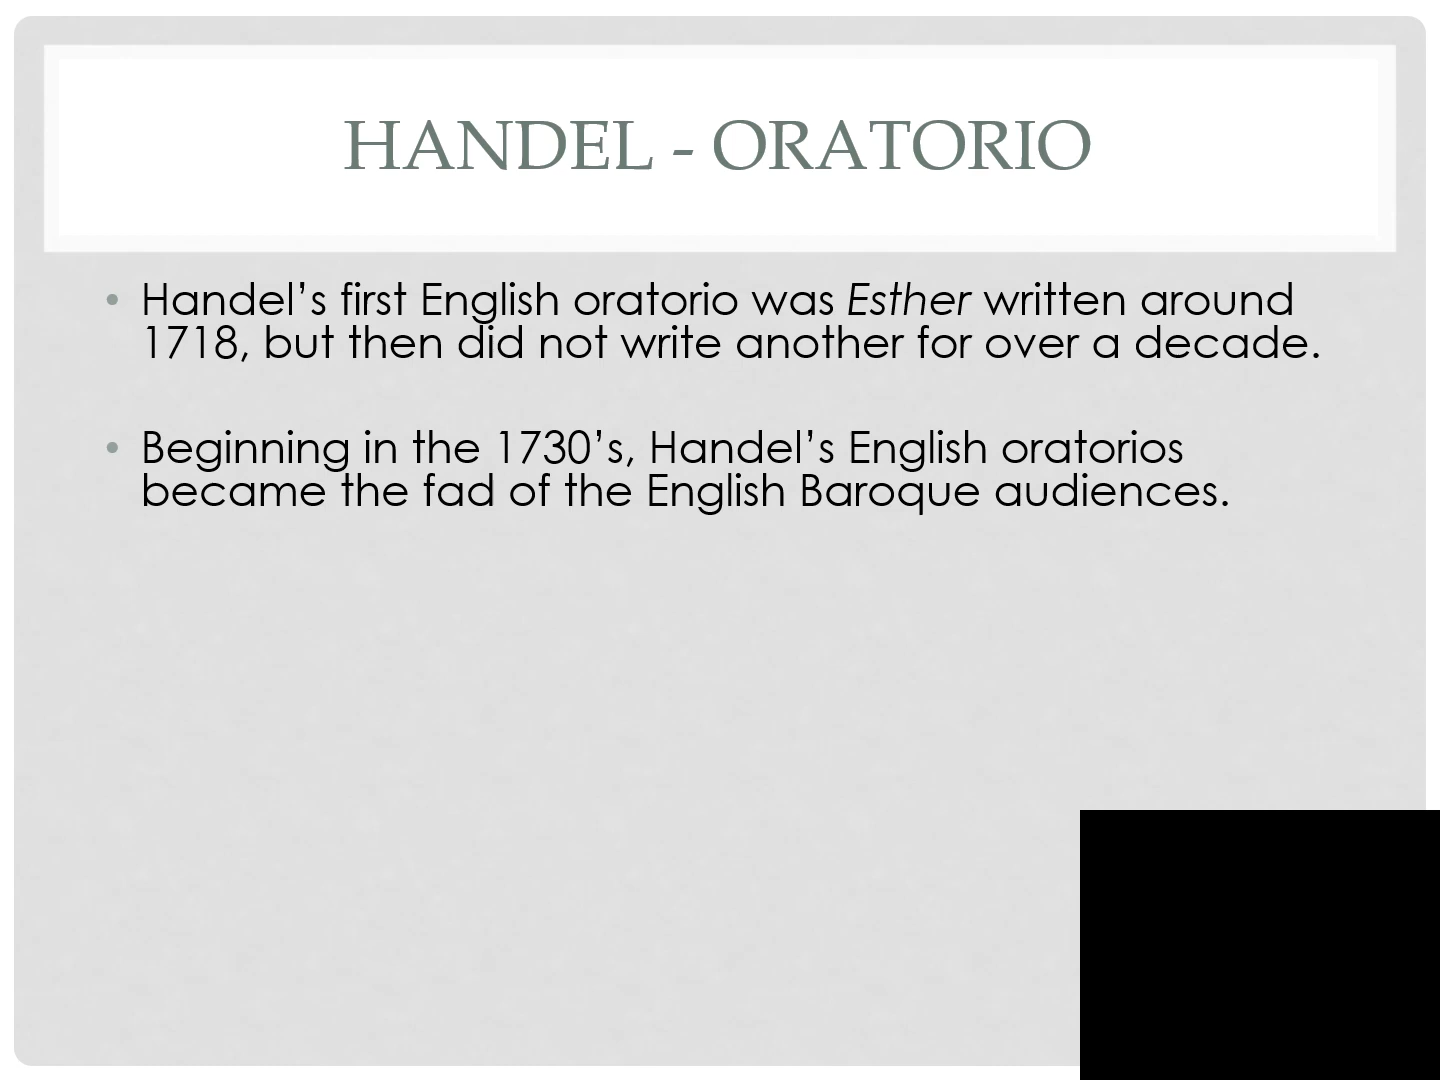 HANDEL - ORATORIO
• Handel’s first English oratorio was Esther written around
1718, but then did not write another for over a decade.
• Beginning in the 1730’s, Handel’s English oratorios
became the fad of the English Baroque audiences.